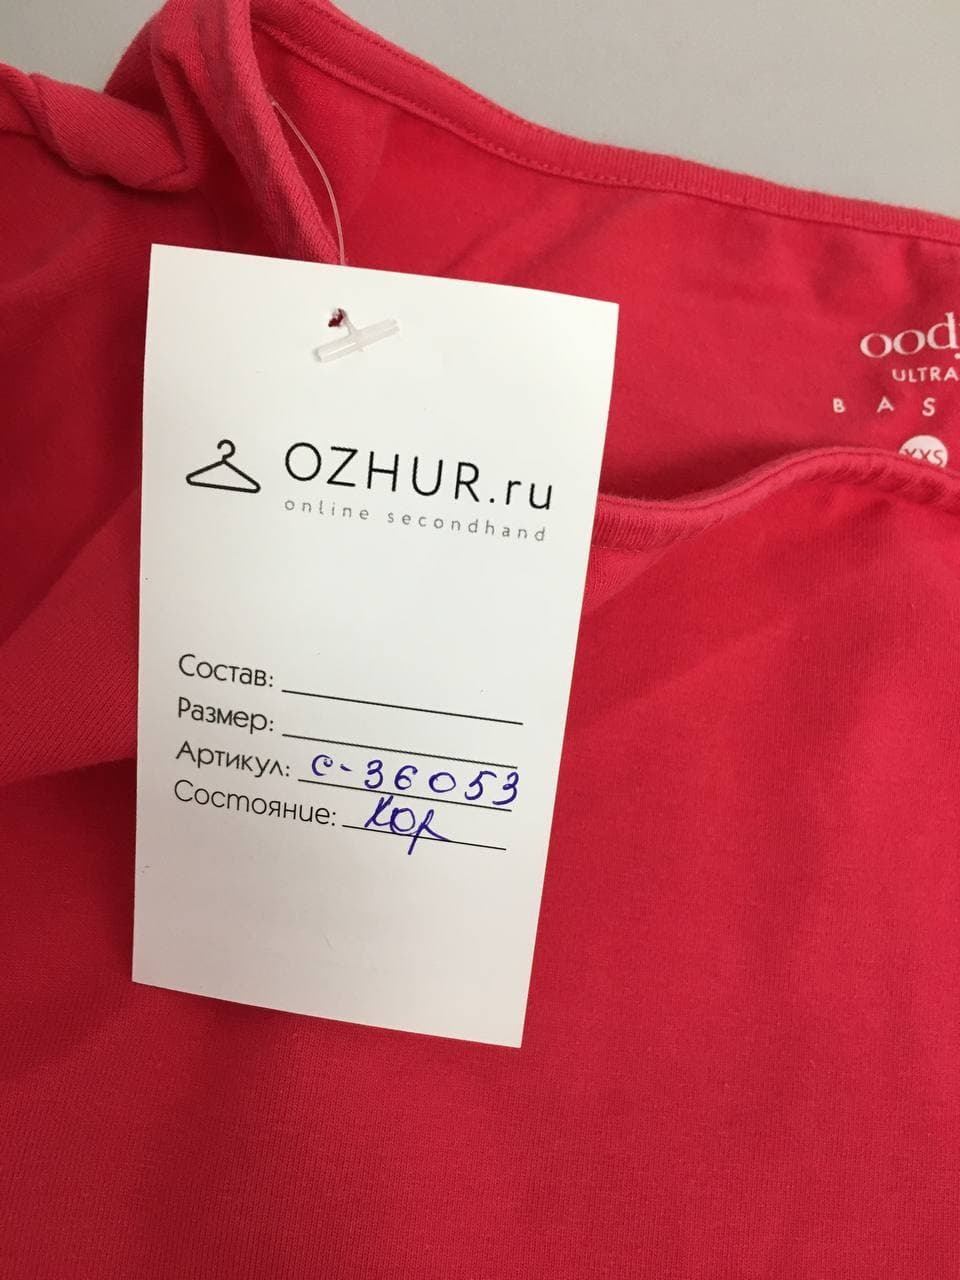 ood
ULTRA
B A S
XXS
OZHUR.ru
online secondhand
Состав:
Размер:
Артикул: С-36053
Состояние: Хор